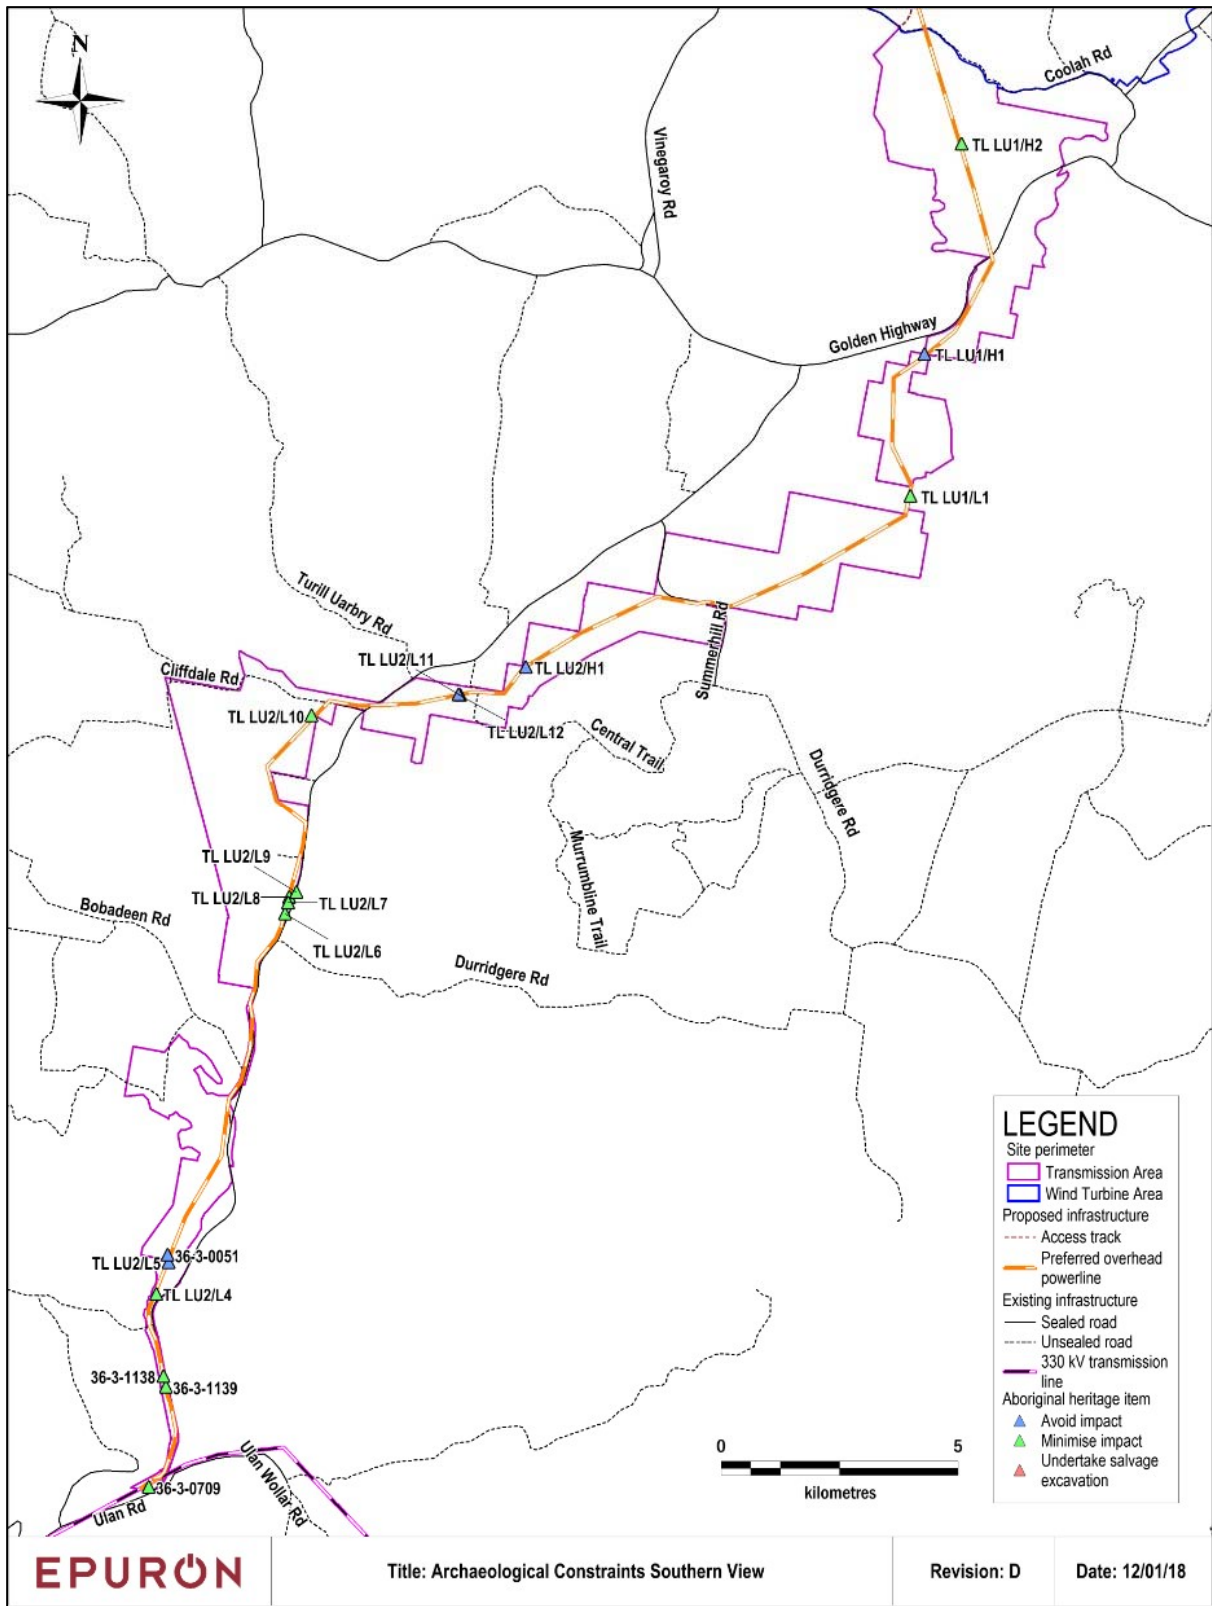 N
Coolah Rd
Vinegaroy Rd
TL LU1/H2
Golden Highway
TL LU1/H1
TL LU1/L1
Turill Uarbry Rd
Summerhill Rd
TL LU2/L11
Cliffdale Rd
TL LU2/H1
TL LU2/L10
TL LU2/L12
Central Trail
Durridgere Rd
TL LU2/L9
Murrumbline Trail
TL LU2/L8
TL LU2/L7
Bobadeen Rd
TL LU2/L6
Durridgere Rd
36-3-0051
TL LU2/L5
TL LU2/L4
36-3-1138
36-3-1139
Ulan Wollar Rd
36-3-0709
Ulan Rd
0 5
kilometres
LEGEND
Site perimeter
Transmission Area
Wind Turbine Area
Proposed infrastructure
Access track
Preferred overhead
powerline
Existing infrastructure
Sealed road
Unsealed road
330 kV transmission
line
Aboriginal heritage item
Avoid impact
Minimise impact
Undertake salvage
excavation
EPURON
Title: Archaeological Constraints Southern View
Revision: D
Date: 12/01/18